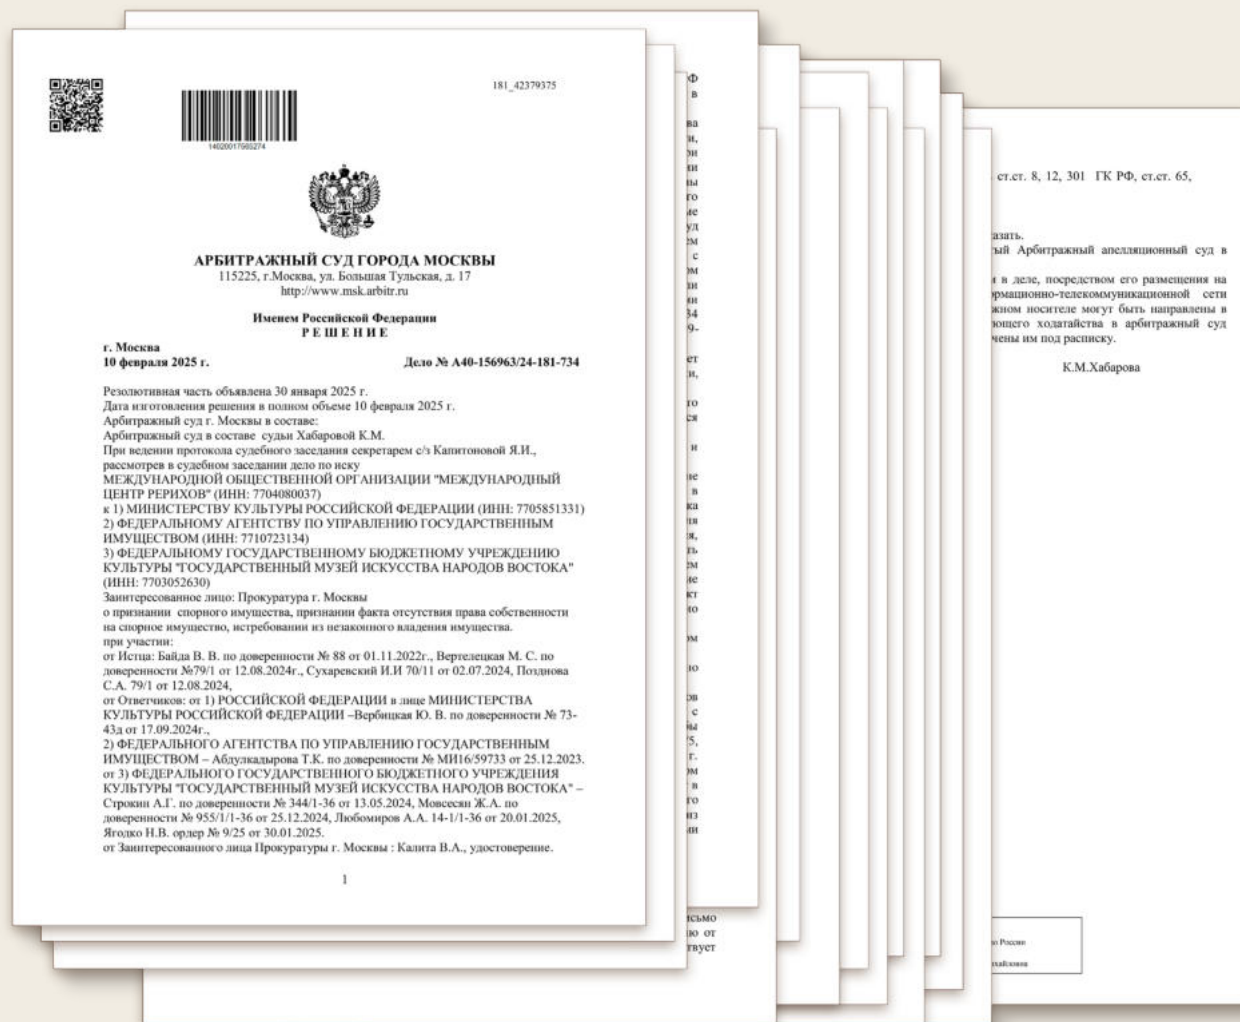 181_42379375
14020017565274
АРБИТРАЖНЫЙ СУД ГОРОДА МОСКВЫ
115225, г.Москва, ул. Большая Тульская, д. 17
http://www.msk.arbitr.ru
Именем Российской Федерации
Р Е Ш Е Н И Е
г. Москва
10 февраля 2025 г. Дело № А40-156963/24-181-734
Резолютивная часть объявлена 30 января 2025 г.
Дата изготовления решения в полном объеме 10 февраля 2025 г.
Арбитражный суд г. Москвы в составе:
Арбитражный суд в составе судьи Хабаровой К.М.
При ведении протокола судебного заседания секретарем с/з Капитоновой Я.И.,
рассмотрев в судебном заседании дело по иску
МЕЖДУНАРОДНОЙ ОБЩЕСТВЕННОЙ ОРГАНИЗАЦИИ "МЕЖДУНАРОДНЫЙ
ЦЕНТР РЕРИХОВ" (ИНН: 7704080037)
к 1) МИНИСТЕРСТВУ КУЛЬТУРЫ РОССИЙСКОЙ ФЕДЕРАЦИИ (ИНН: 7705851331)
2) ФЕДЕРАЛЬНОМУ АГЕНТСТВУ ПО УПРАВЛЕНИЮ ГОСУДАРСТВЕННЫМ
ИМУЩЕСТВОМ (ИНН: 7710723134)
3) ФЕДЕРАЛЬНОМУ ГОСУДАРСТВЕННОМУ БЮДЖЕТНОМУ УЧРЕЖДЕНИЮ
КУЛЬТУРЫ "ГОСУДАРСТВЕННЫЙ МУЗЕЙ ИСКУССТВА НАРОДОВ ВОСТОКА"
(ИНН: 7703052630)
Заинтересованное лицо: Прокуратура г. Москвы
о признании спорного имущества, признании факта отсутствия права собственности
на спорное имущество, истребовании из незаконного владения имущества.
при участии:
от Истца: Байда В. В. по доверенности № 88 от 01.11.2022г., Вертелецкая М. С. по
доверенности №79/1 от 12.08.2024г., Сухаревский И.И 70/11 от 02.07.2024, Позднова
С.А. 79/1 от 12.08.2024,
от Ответчиков: от 1) РОССИЙСКОЙ ФЕДЕРАЦИИ в лице МИНИСТЕРСТВА
КУЛЬТУРЫ РОССИЙСКОЙ ФЕДЕРАЦИИ –Вербицкая Ю. В. по доверенности № 73-
43д от 17.09.2024г.,
2) ФЕДЕРАЛЬНОГО АГЕНТСТВА ПО УПРАВЛЕНИЮ ГОСУДАРСТВЕННЫМ
ИМУЩЕСТВОМ – Абдулкадырова Т.К. по доверенности № МИ16/59733 от 25.12.2023.
от 3) ФЕДЕРАЛЬНОГО ГОСУДАРСТВЕННОГО БЮДЖЕТНОГО УЧРЕЖДЕНИЯ
КУЛЬТУРЫ "ГОСУДАРСТВЕННЫЙ МУЗЕЙ ИСКУССТВА НАРОДОВ ВОСТОКА" –
Строкин А.Г. по доверенности № 344/1-36 от 13.05.2024, Мовсесян Ж.А. по
доверенности № 955/1/1-36 от 25.12.2024, Любомиров А.А. 14-1/1-36 от 20.01.2025,
Ягодко Н.В. ордер № 9/25 от 30.01.2025.
от Заинтересованного лица Прокуратуры г. Москвы : Калита В.А., удостоверение.
1
ст.ст. 8, 12, 301 ГК РФ, ст.ст. 65,
Арбитражный апелляционный суд в
в деле, посредством его размещения на
сети
носителе могут быть направлены в
ходатайства в арбитражный суд
им под расписку.
К.М.Хабарова
России